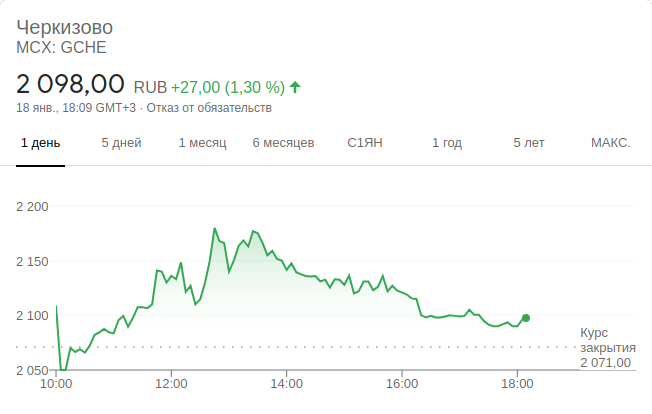 Черкизово
MCX: GCHE
2 098,00 RUB +27,00 (1,30 %)
18 янв., 18:09 GMT+3 · Отказ от обязательств
1 день 5 дней 1 месяц 6 месяцев С1ЯН 1 год 5 лет МАКС.
2 200
2 150
2 100
Курс
закрытия
2 071,00
2 050
10:00 12:00 14:00 16:00 18:00